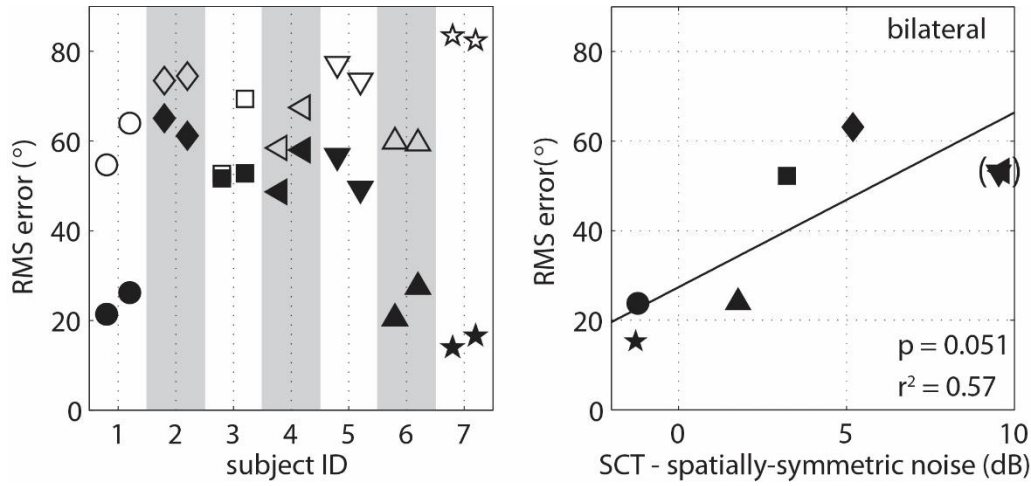 80
60
40
20
0
RMS error (°)
1 2 3 4 5 6 7
subject ID
bilateral
80
60
40
20
0
RMS error(°)
p = 0.051
r² = 0.57
0 5 10
SCT - spatially-symmetric noise (dB)